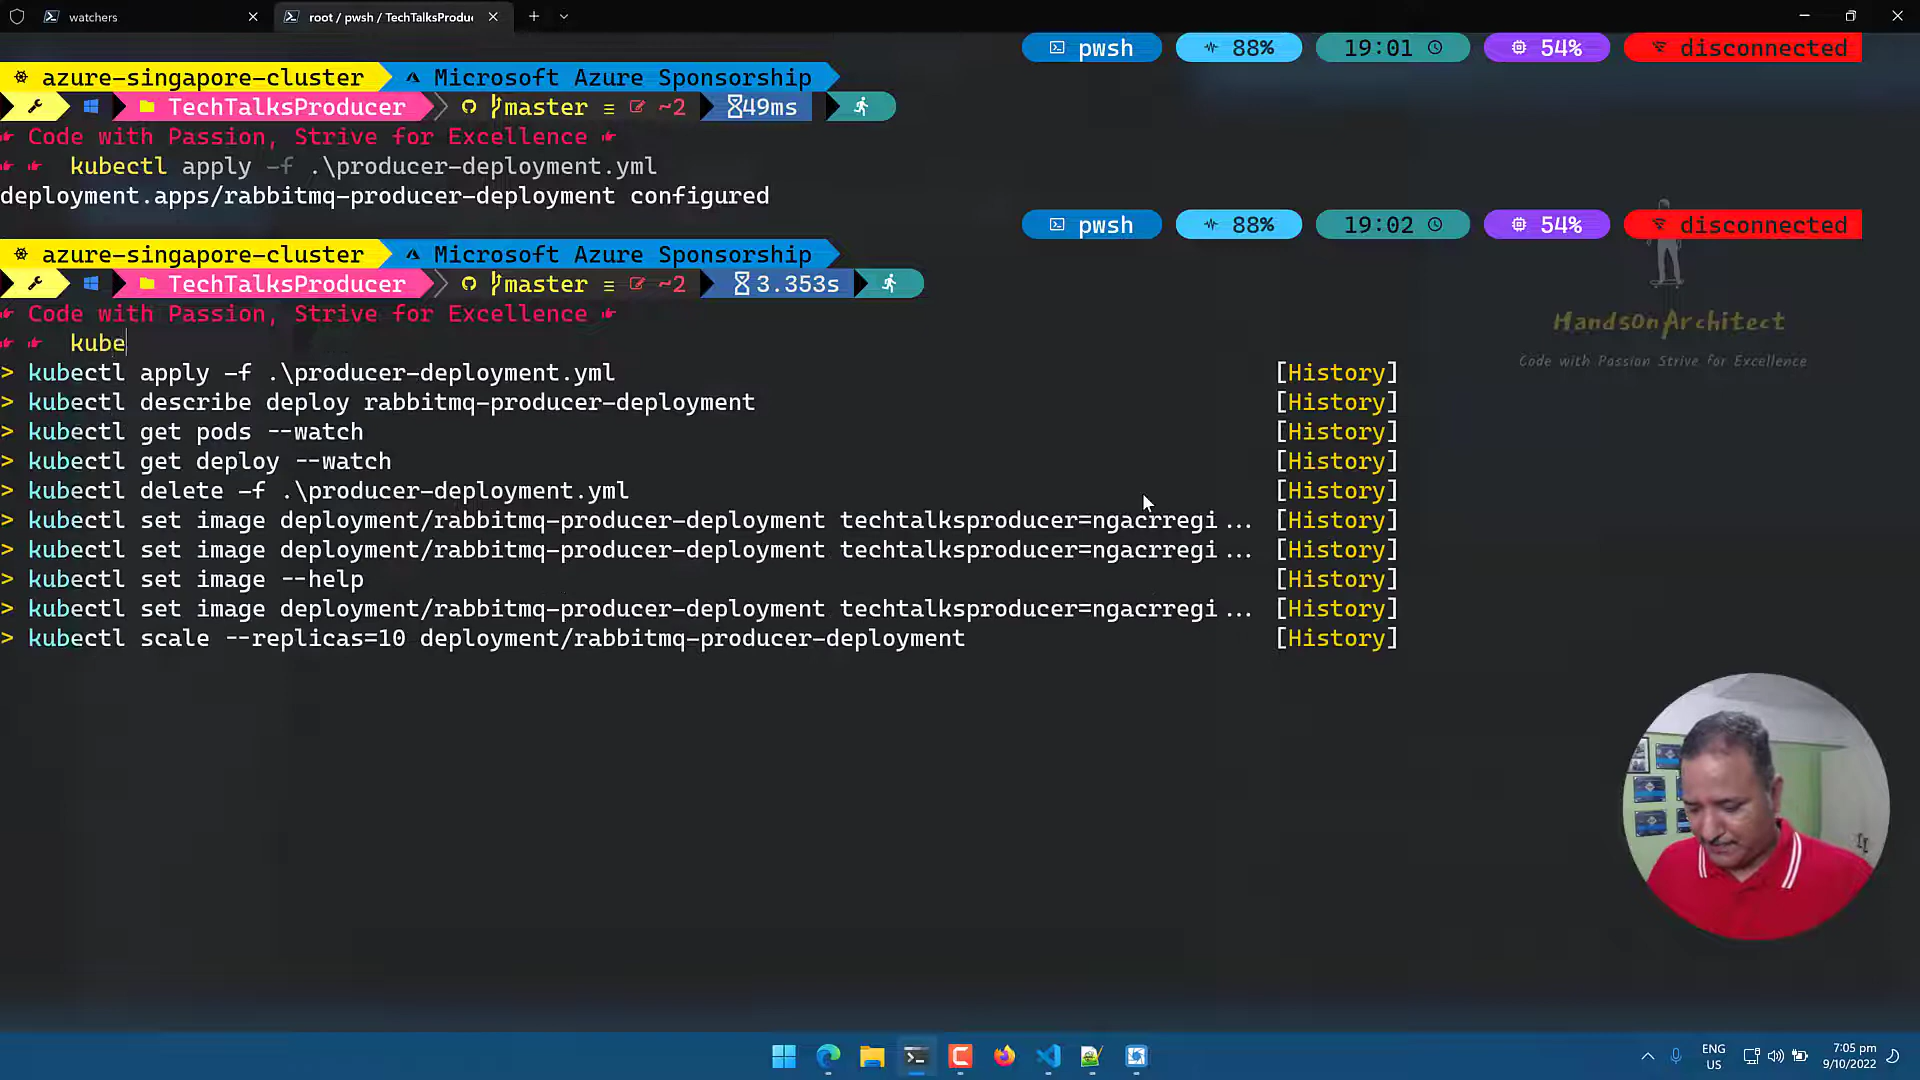 watchers
root / pwsh / TechTalksProduc
pwsh 88% 19:01 54% disconnected
azure-singapore-cluster Microsoft Azure Sponsorship
TechTalksProducer master ≡ ~2 49ms
Code with Passion, Strive for Excellence
kubectl apply -f .\producer-deployment.yml
deployment.apps/rabbitmq-producer-deployment configured
pwsh 88% 19:02 54% disconnected
azure-singapore-cluster Microsoft Azure Sponsorship
TechTalksProducer master ≡ ~2 3.353s
Code with Passion, Strive for Excellence
kube
> kubectl apply -f .\producer-deployment.yml [History]
> kubectl describe deploy rabbitmq-producer-deployment [History]
> kubectl get pods --watch [History]
> kubectl get deploy --watch [History]
> kubectl delete -f .\producer-deployment.yml [History]
> kubectl set image deployment/rabbitmq-producer-deployment techtalksproducer=ngacrregi... [History]
> kubectl set image deployment/rabbitmq-producer-deployment techtalksproducer=ngacrregi... [History]
> kubectl set image --help [History]
> kubectl set image deployment/rabbitmq-producer-deployment techtalksproducer=ngacrregi... [History]
> kubectl scale --replicas=10 deployment/rabbitmq-producer-deployment [History]
HandsOnArchitect
Code with Passion Strive for Excellence
ENG
US
7:05 pm
9/10/2022